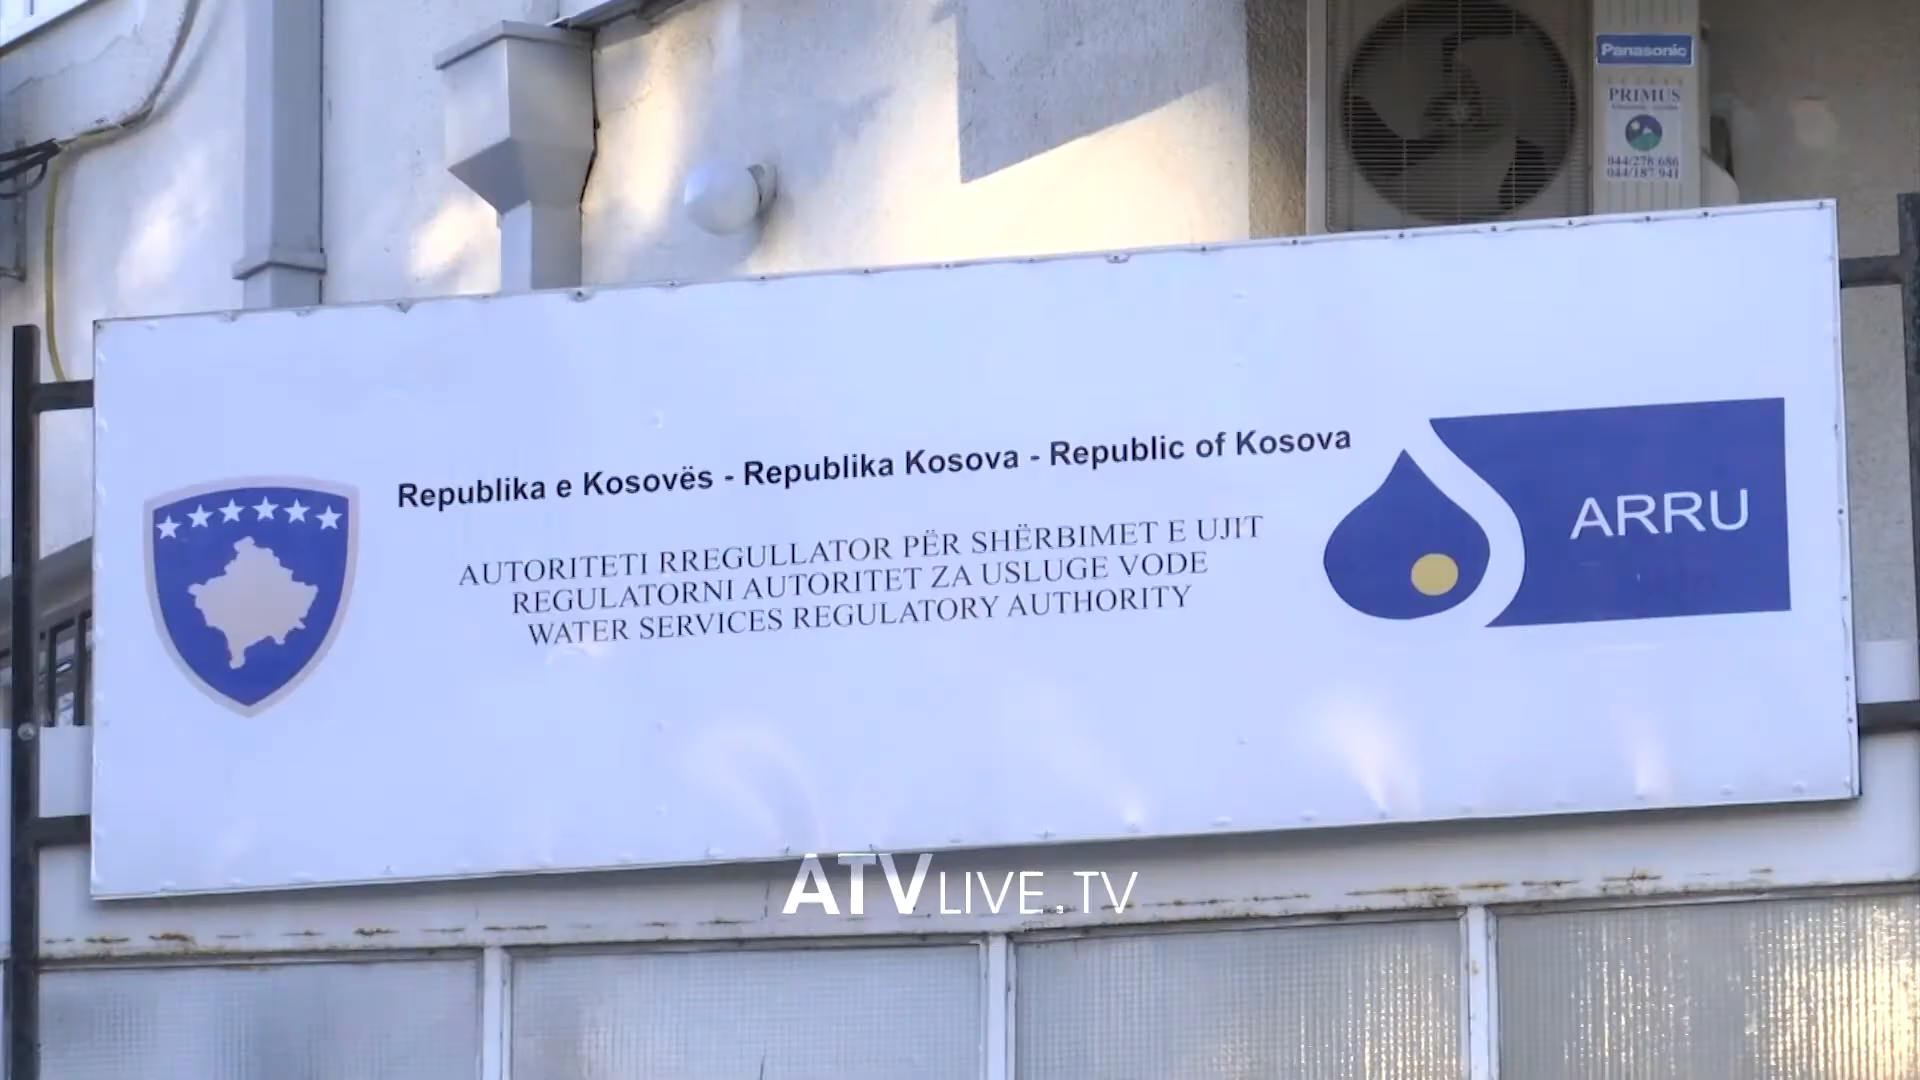 Panasonic
PRIMUS
044/278 686
044/187 941
Republika e Kosovës - Republika Kosova - Republic of Kosova
AUTORITETI RREGULLATOR PËR SHËRBIMET E UJIT
REGULATORNI AUTORITET ZA USLUGE VODE
WATER SERVICES REGULATORY AUTHORITY
ARRU
ATVLIVE.TV